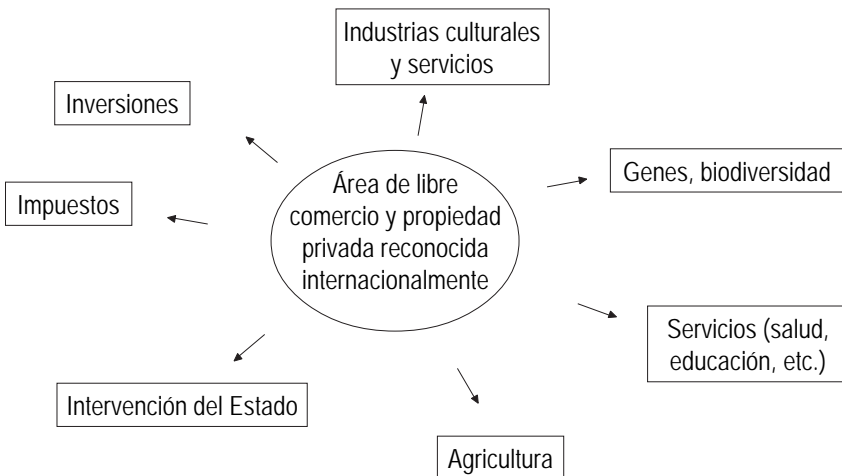 Industrias culturales
y servicios
Inversiones
Genes, biodiversidad
Impuestos
Área de libre
comercio y propiedad
privada reconocida
internacionalmente
Servicios (salud,
educación, etc.)
Intervención del Estado
Agricultura